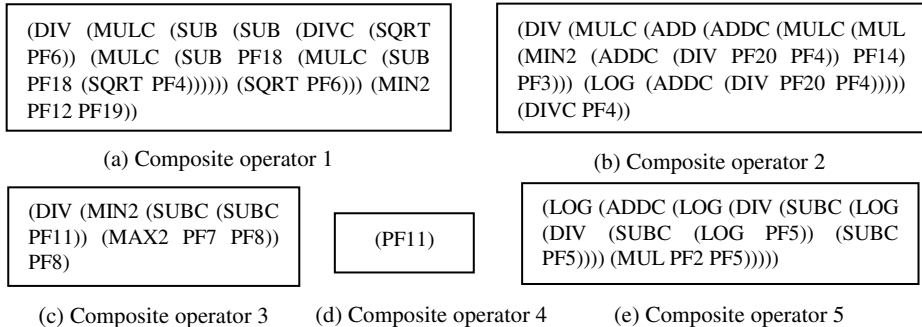 (DIV (MULC (SUB (SUB (DIVC (SQRT
PF6)) (MULC (SUB PF18 (MULC (SUB
PF18 (SQRT PF4)))))) (SQRT PF6))) (MIN2
PF12 PF19))
(a) Composite operator 1
(DIV (MULC (ADD (ADDC (MULC (MUL
(MIN2 (ADDC (DIV PF20 PF4)) PF14)
PF3))) (LOG (ADDC (DIV PF20 PF4)))))
(DIVC PF4))
(b) Composite operator 2
(DIV (MIN2 (SUBC (SUBC
PF11)) (MAX2 PF7 PF8))
PF8)
(c) Composite operator 3
(PF11)
(d) Composite operator 4
(LOG (ADDC (LOG (DIV (SUBC (LOG
(DIV (SUBC (LOG PF5)) (SUBC
PF5)))) (MUL PF2 PF5)))))
(e) Composite operator 5